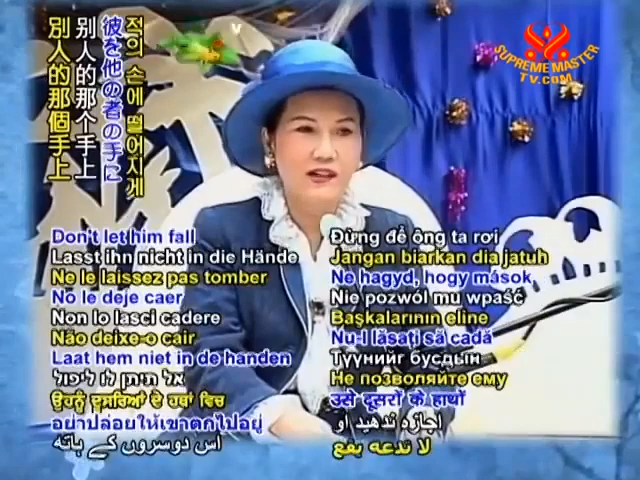 SUPREME MASTER
TV.COM
적의 손에 떨어지게
彼を他の者の手に
别人的那个手上
別人的那個手上
Don't let him fall
Lasst ihn nicht in die Hände
Ne le laissez pas tomber
No le deje caer
Non lo lasci cadere
Não deixe-o cair
Laat hem niet in de handen
אל תיתן לו ליפול
ਉਹਨੂੰ ਦੂਸਰਿਆਂ ਦੇ ਹਥਾਂ ਵਿਚ
อย่าปล่อยให้เขาตกไปอยู่
اس دوسروں کے ہاتھ
Đừng để ông ta rơi
Jangan biarkan dia jatuh
Ne hagyd, hogy mások
Nie pozwól mu wpaść
Başkalarının eline
Nu-l lăsați să cadă
Түүнийг бусдын
Не позволяйте ему
उसे दूसरों के हाथों
اجازه ندهید او
لا تدعه يقع